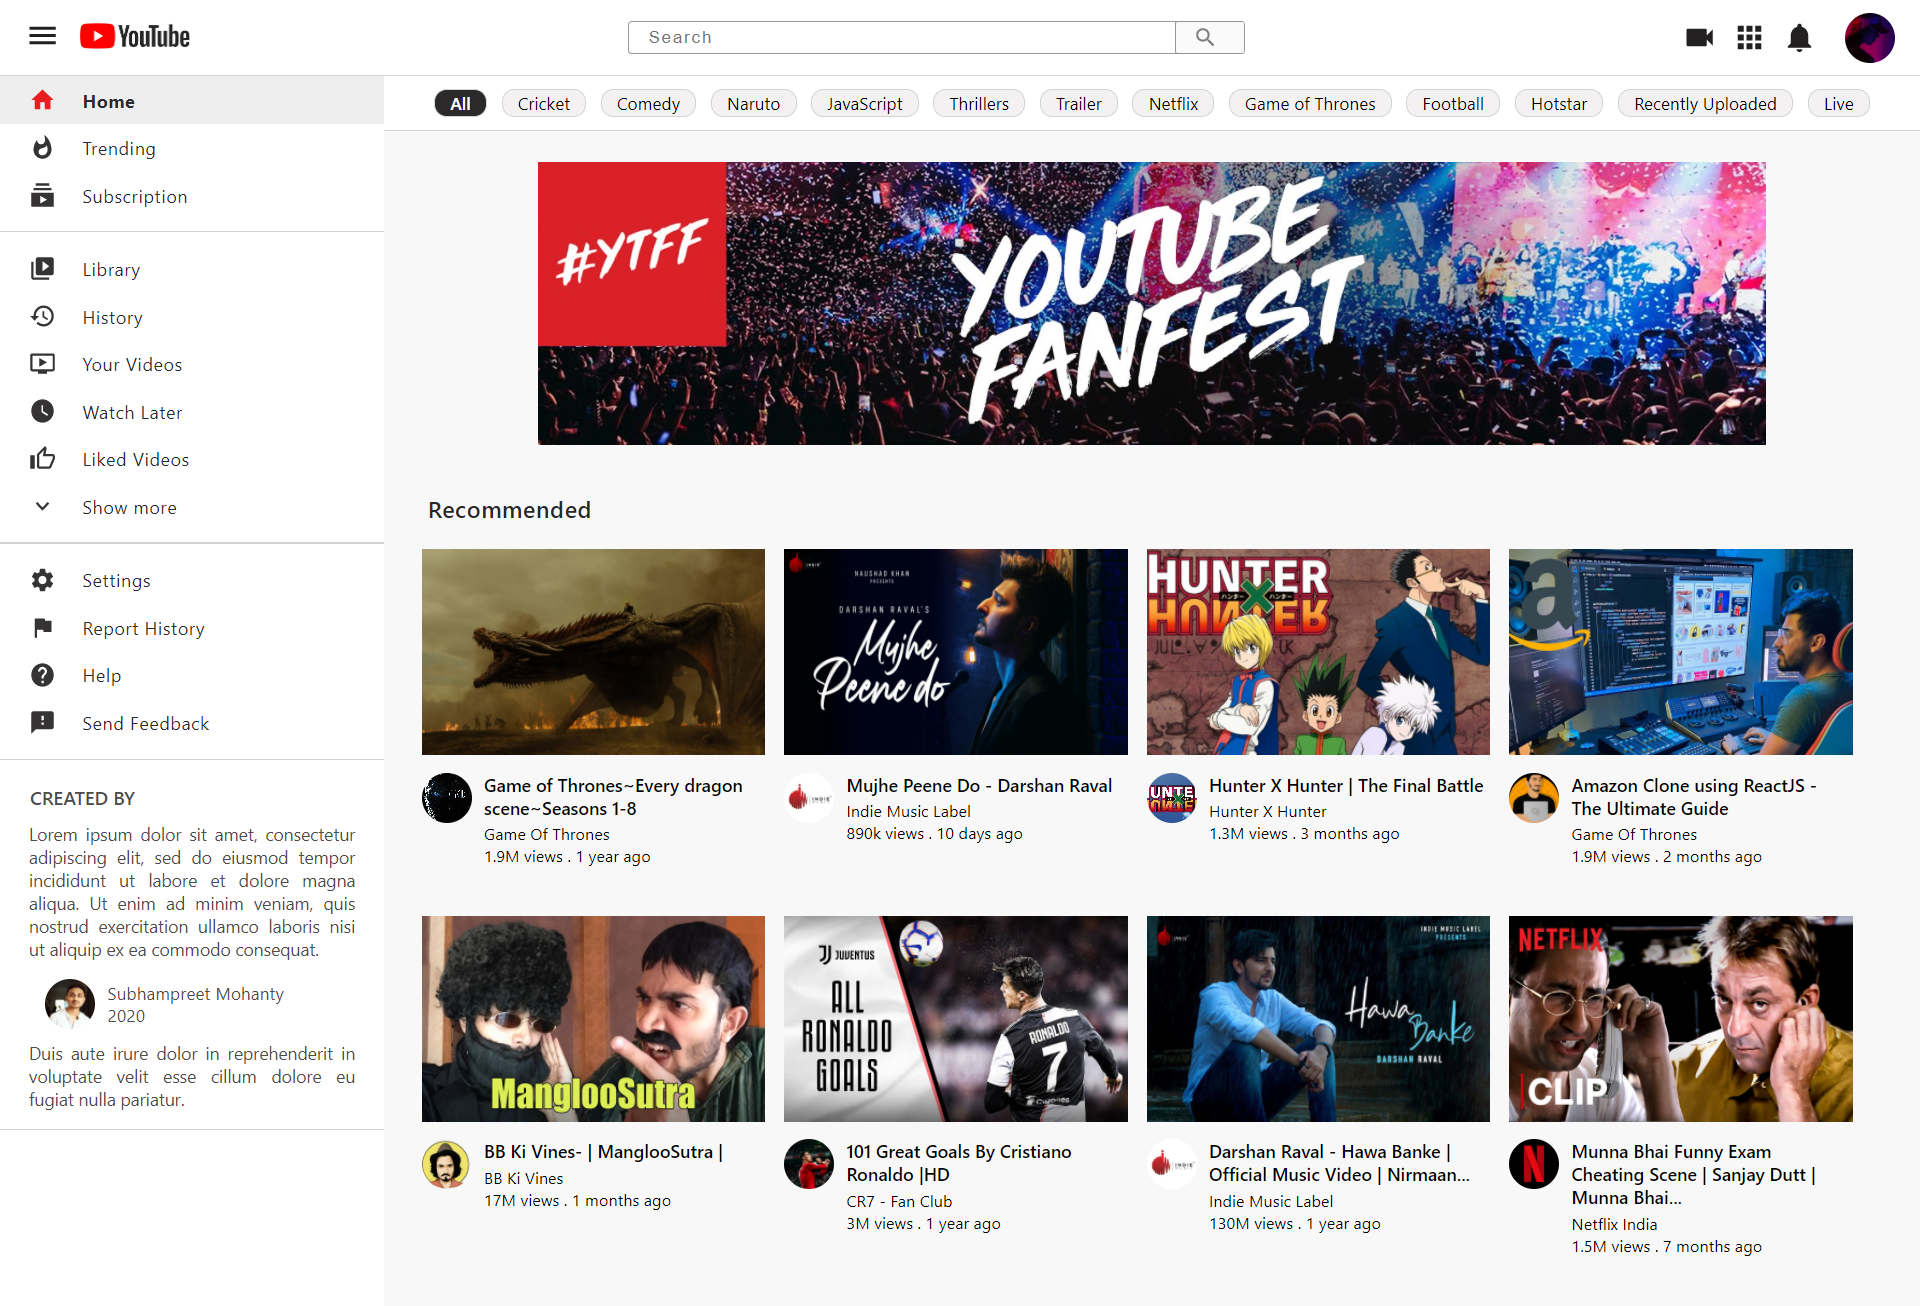 YouTube
Search
Home
Trending
Subscription
Library
History
Your Videos
Watch Later
Liked Videos
Show more
Settings
Report History
Help
Send Feedback
CREATED BY
Lorem ipsum dolor sit amet, consectetur
adipiscing elit, sed do eiusmod tempor
incididunt ut labore et dolore magna
aliqua. Ut enim ad minim veniam, quis
nostrud exercitation ullamco laboris nisi
ut aliquip ex ea commodo consequat.
Subhampreet Mohanty
2020
Duis aute irure dolor in reprehenderit in
voluptate velit esse cillum dolore eu
fugiat nulla pariatur.
All Cricket Comedy Naruto JavaScript Thrillers Trailer Netflix Game of Thrones Football Hotstar Recently Uploaded Live
#YTFF
YOUTUBE
FANFEST
Recommended
Game of Thrones~Every dragon
scene~Seasons 1-8
Game Of Thrones
1.9M views . 1 year ago
INDIE
NAUSHAD KHAN
PRESENTS
DARSHAN RAVAL'S
Mujhe
Peene do
Mujhe Peene Do - Darshan Raval
Indie Music Label
890k views . 10 days ago
HUNTER
ハンター × ハンター
HUNTER
Hunter X Hunter | The Final Battle
Hunter X Hunter
1.3M views . 3 months ago
a
Amazon Clone using ReactJS -
The Ultimate Guide
Game Of Thrones
1.9M views . 2 months ago
ManglooSutra
BB Ki Vines- | ManglooSutra |
BB Ki Vines
17M views . 1 months ago
JUVENTUS
ALL
RONALDO
GOALS
RONALDO
7
101 Great Goals By Cristiano
Ronaldo |HD
CR7 - Fan Club
3M views . 1 year ago
INDIE MUSIC LABEL
PRESENTS
Hawa
Banke
DARSHAN RAVAL
Darshan Raval - Hawa Banke |
Official Music Video | Nirmaan...
Indie Music Label
130M views . 1 year ago
NETFLIX
CLIP
Munna Bhai Funny Exam
Cheating Scene | Sanjay Dutt |
Munna Bhai...
Netflix India
1.5M views . 7 months ago